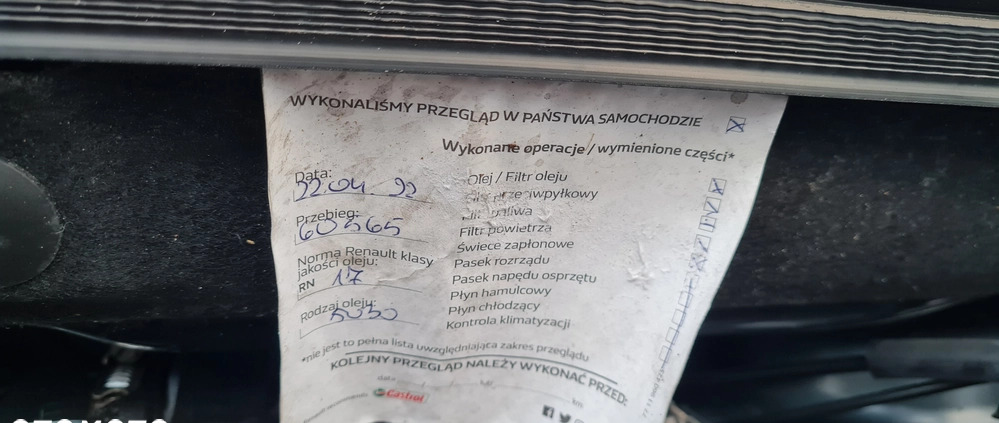 WYKONALIŚMY PRZEGLĄD W PAŃSTWA SAMOCHODZIE
Wykonane operacje / wymienione części*
Data:
22.04 22
Przebieg:
60565
Norma Renault klasy
jakości oleju:
RN 17
Rodzaj oleju:
5W30
Olej / Filtr oleju
przeciwpyłkowy
paliwa
Filtr powietrza
Świece zapłonowe
Pasek rozrządu
Pasek napędu osprzętu
Płyn hamulcowy
Płyn chłodzący
Kontrola klimatyzacji
*nie jest to pełna lista uwzględniająca zakres przeglądu
KOLEJNY PRZEGLĄD NALEŻY WYKONAĆ PRZED:
data
km
Castrol